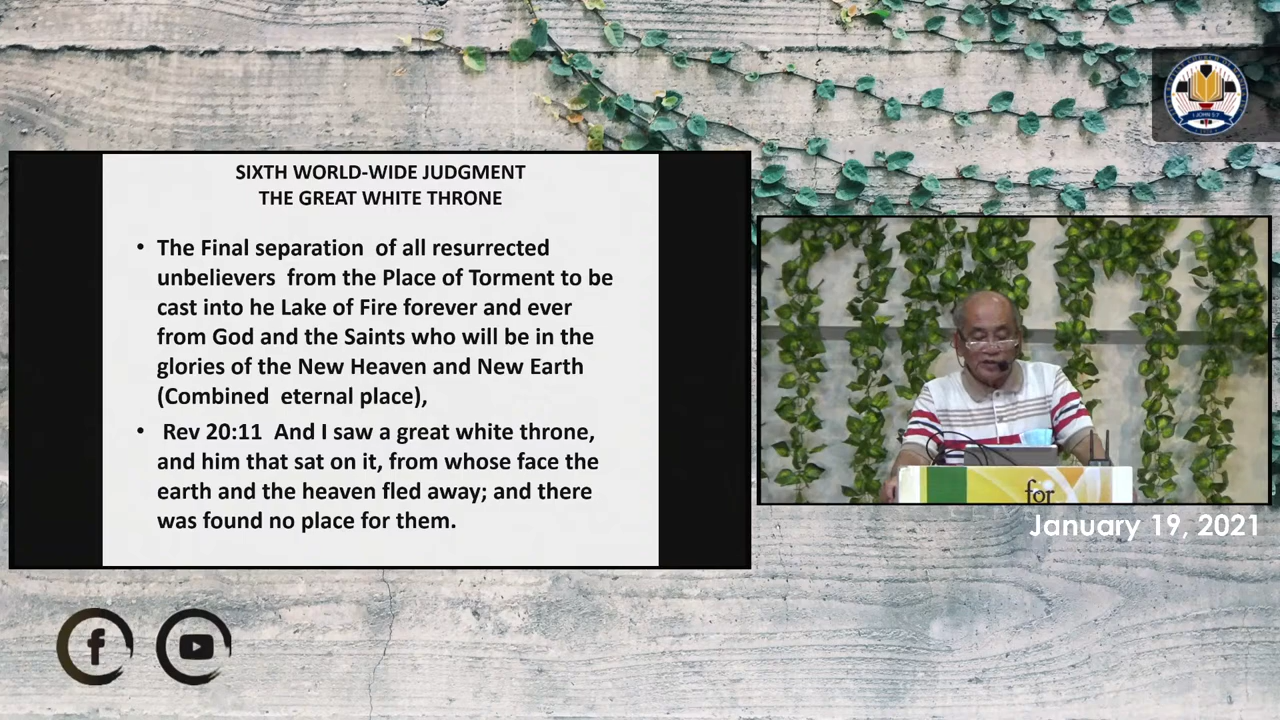 SIXTH WORLD-WIDE JUDGMENT
THE GREAT WHITE THRONE
• The Final separation of all resurrected
unbelievers from the Place of Torment to be
cast into he Lake of Fire forever and ever
from God and the Saints who will be in the
glories of the New Heaven and New Earth
(Combined eternal place),
• Rev 20:11 And I saw a great white throne,
and him that sat on it, from whose face the
earth and the heaven fled away; and there
was found no place for them.
for
January 19, 2021
I JOHN 5:7